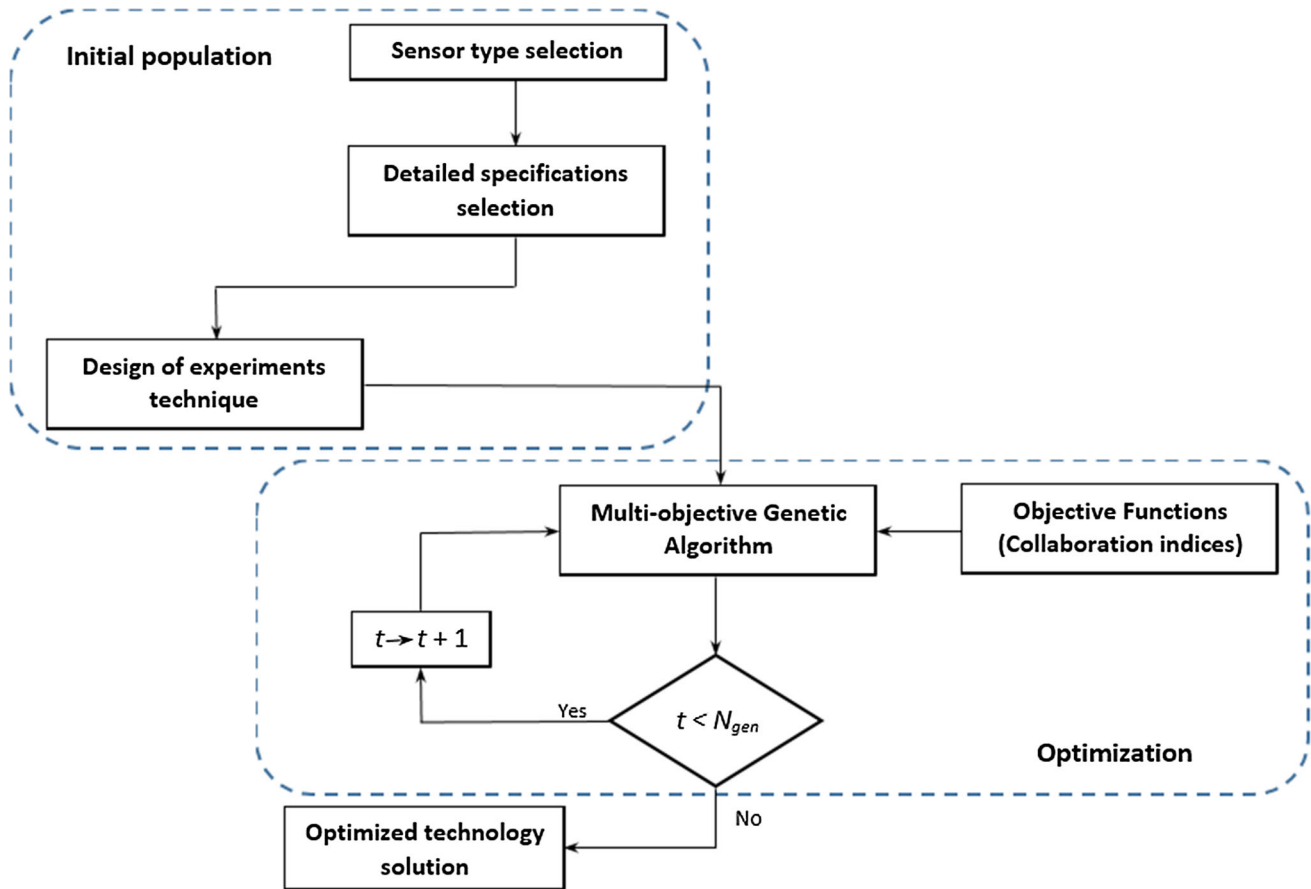 Initial population
Sensor type selection
Detailed specifications
selection
Design of experiments
technique
Multi-objective Genetic
Algorithm
Objective Functions
(Collaboration indices)
t→ t + 1
Yes
t < Ngen
Optimization
No
Optimized technology
solution